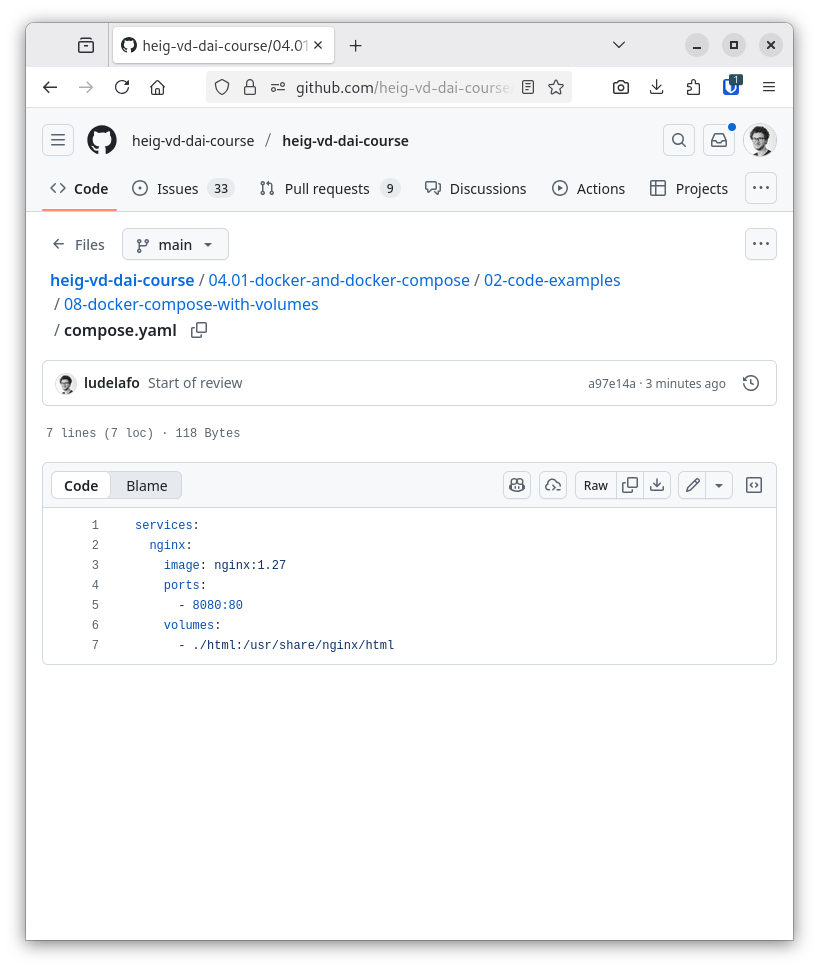 heig-vd-dai-course/04.01
github.com/heig-vd-dai-course
1
heig-vd-dai-course / heig-vd-dai-course
Code Issues 33 Pull requests 9 Discussions Actions Projects
Files main
heig-vd-dai-course / 04.01-docker-and-docker-compose / 02-code-examples
/ 08-docker-compose-with-volumes
/ compose.yaml
ludelafo Start of review a97e14a · 3 minutes ago
7 lines (7 loc) · 118 Bytes
Code Blame Raw
1 services:
2   nginx:
3     image: nginx:1.27
4     ports:
5       - 8080:80
6     volumes:
7       - ./html:/usr/share/nginx/html